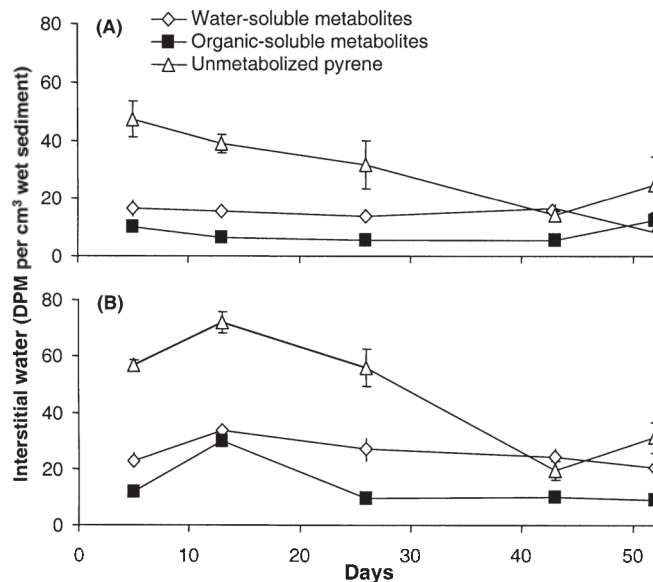 80
(A)
Water-soluble metabolites
Organic-soluble metabolites
Unmetabolized pyrene
60
40
20
0
Interstitial water (DPM per cm³ wet sediment)
(B)
80
60
40
20
0
0 10 20 30 40 50
Days